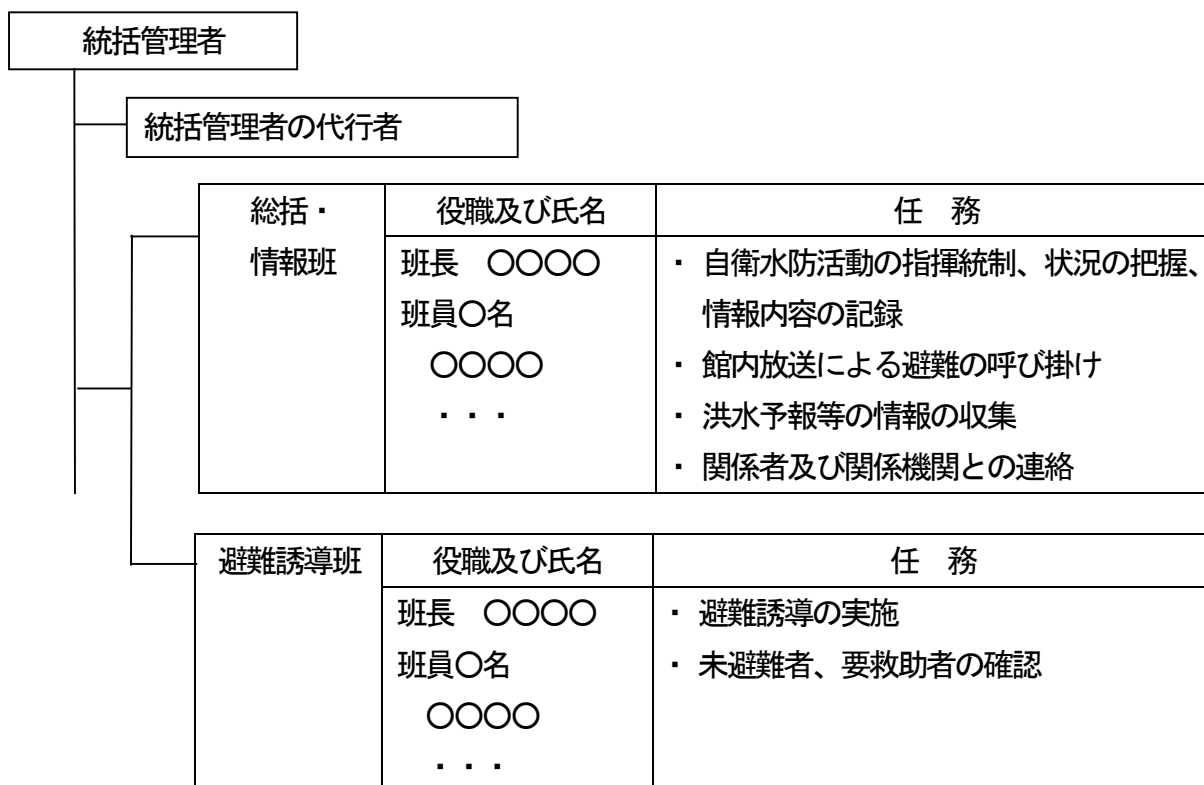 統括管理者
統括管理者の代行者
総括・
情報班
役職及び氏名
任 務
班長 〇〇〇〇
班員〇名
〇〇〇〇
・・・
・ 自衛水防活動の指揮統制、状況の把握、
情報内容の記録
・ 館内放送による避難の呼び掛け
・ 洪水予報等の情報の収集
・ 関係者及び関係機関との連絡
避難誘導班
役職及び氏名
任 務
班長 〇〇〇〇
班員〇名
〇〇〇〇
・・・
・ 避難誘導の実施
・ 未避難者、要救助者の確認